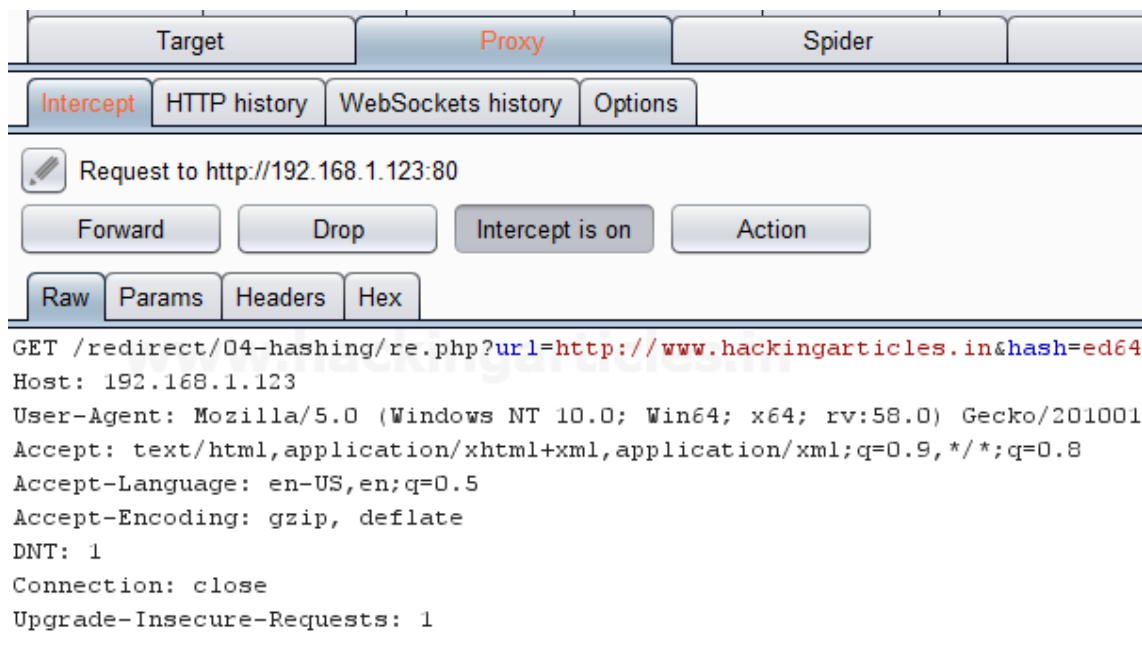 Target Proxy Spider
Intercept HTTP history WebSockets history Options
Request to http://192.168.1.123:80
Forward Drop Intercept is on Action
Raw Params Headers Hex
GET /redirect/04-hashing/re.php?url=http://www.hackingarticles.in&hash=ed64
Host: 192.168.1.123
User-Agent: Mozilla/5.0 (Windows NT 10.0; Win64; x64; rv:58.0) Gecko/201001
Accept: text/html,application/xhtml+xml,application/xml;q=0.9,*/*;q=0.8
Accept-Language: en-US,en;q=0.5
Accept-Encoding: gzip, deflate
DNT: 1
Connection: close
Upgrade-Insecure-Requests: 1
www.hackingarticles.in